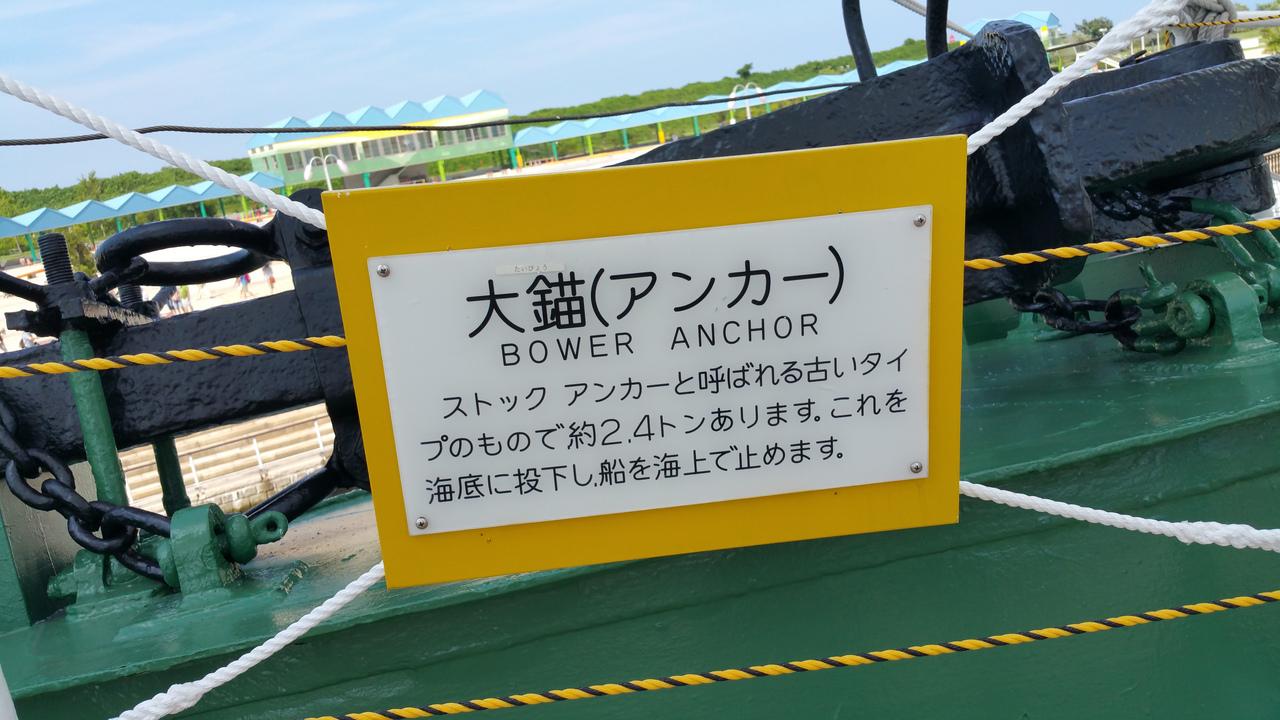 たいびょう
大錨(アンカー)
BOWER ANCHOR
ストック アンカーと呼ばれる古いタイ
プのもので約2.4トンあります。これを
海底に投下し,船を海上で止めます。